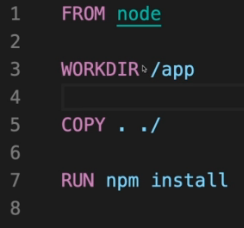 1 FROM node
2
3 WORKDIR /app
4
5 COPY . ./
6
7 RUN npm install
8